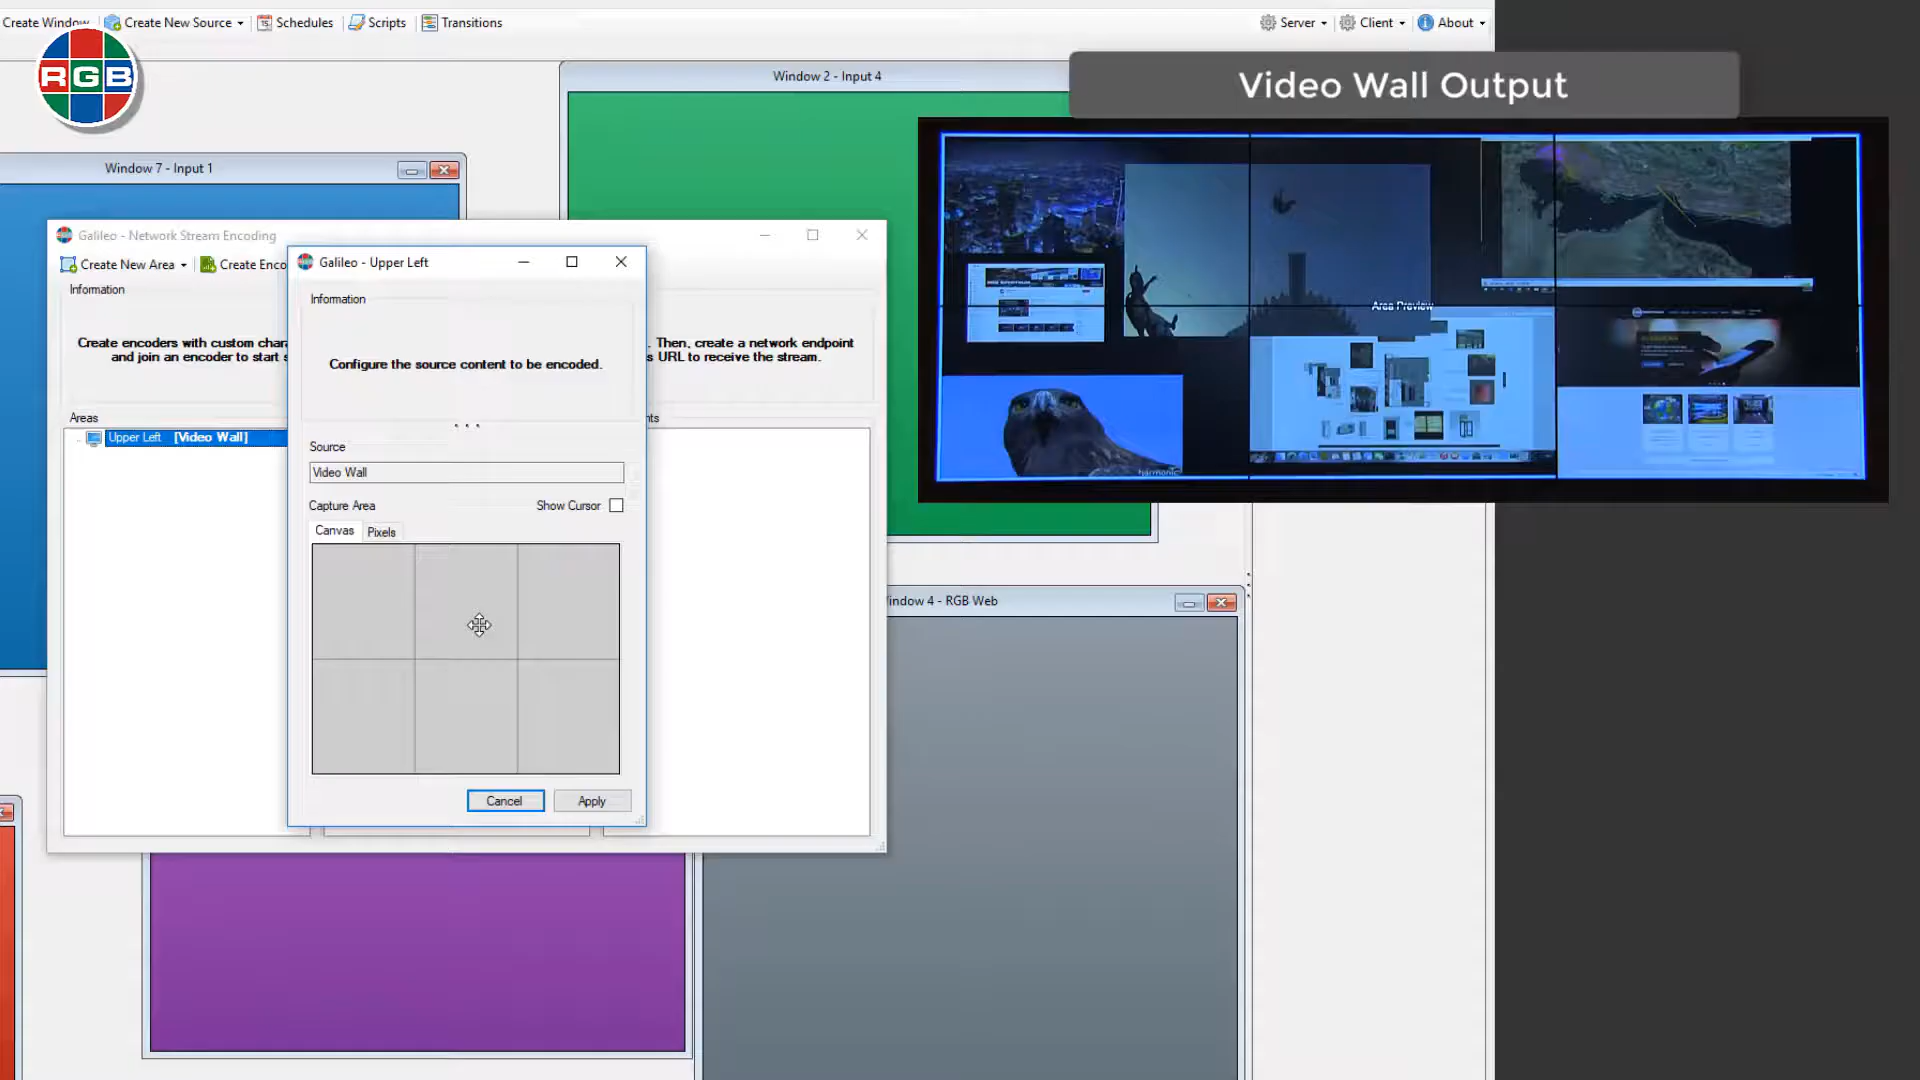 Create Window
Create New Source
Schedules
Scripts
Transitions
Server
Client
About
RGB
Window 2 - Input 4
Video Wall Output
Window 7 - Input 1
Galileo - Network Stream Encoding
Create New Area
Create Enco
Information
Create encoders with custom chara
and join an encoder to start s
. Then, create a network endpoint
s URL to receive the stream.
Areas
nts
Upper Left [Video Wall]
Galileo - Upper Left
Information
Configure the source content to be encoded.
Source
Video Wall
Capture Area
Show Cursor
Canvas
Pixels
Cancel
Apply
Area Preview
harmonic
indow 4 - RGB Web